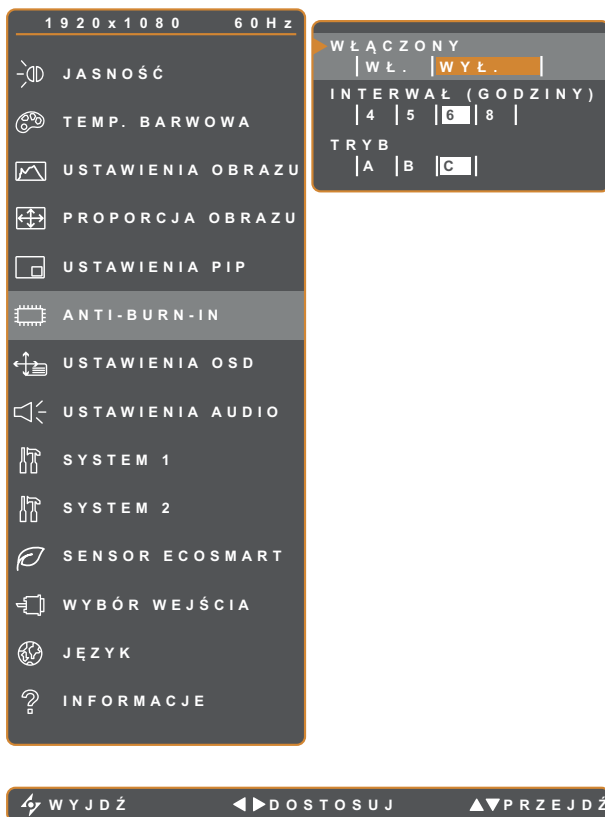 1920x1080 60Hz
JASNOŚĆ
TEMP. BARWOWA
USTAWIENIA OBRAZU
PROPORCJA OBRAZU
USTAWIENIA PIP
ANTI-BURN-IN
USTAWIENIA OSD
USTAWIENIA AUDIO
SYSTEM 1
SYSTEM 2
SENSOR ECOSMART
WYBÓR WEJŚCIA
JĘZYK
INFORMACJE
WŁĄCZONY
WŁ. WYŁ.
INTERWAŁ (GODZINY)
4 5 6 8
TRYB
A B C
WYJDŹ DOSTOSUJ PRZEJDŹ